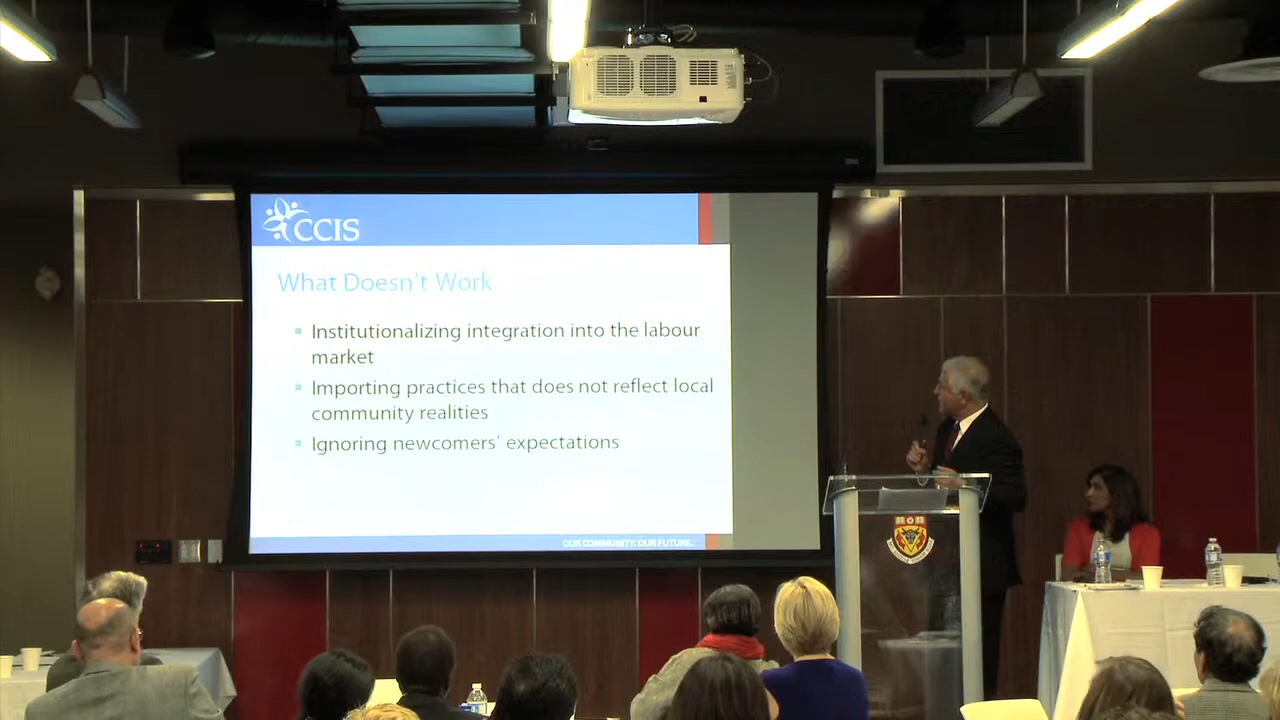 CCIS
What Doesn't Work
Institutionalizing integration into the labour
market
Importing practices that does not reflect local
community realities
Ignoring newcomers' expectations
OUR COMMUNITY. OUR FUTURE.